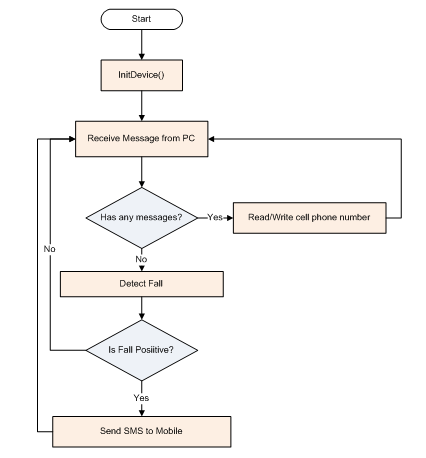 Start
InitDevice()
Receive Message from PC
Has any messages?
Yes
Read/Write cell phone number
No
No
Detect Fall
Is Fall Posiitive?
Yes
Send SMS to Mobile